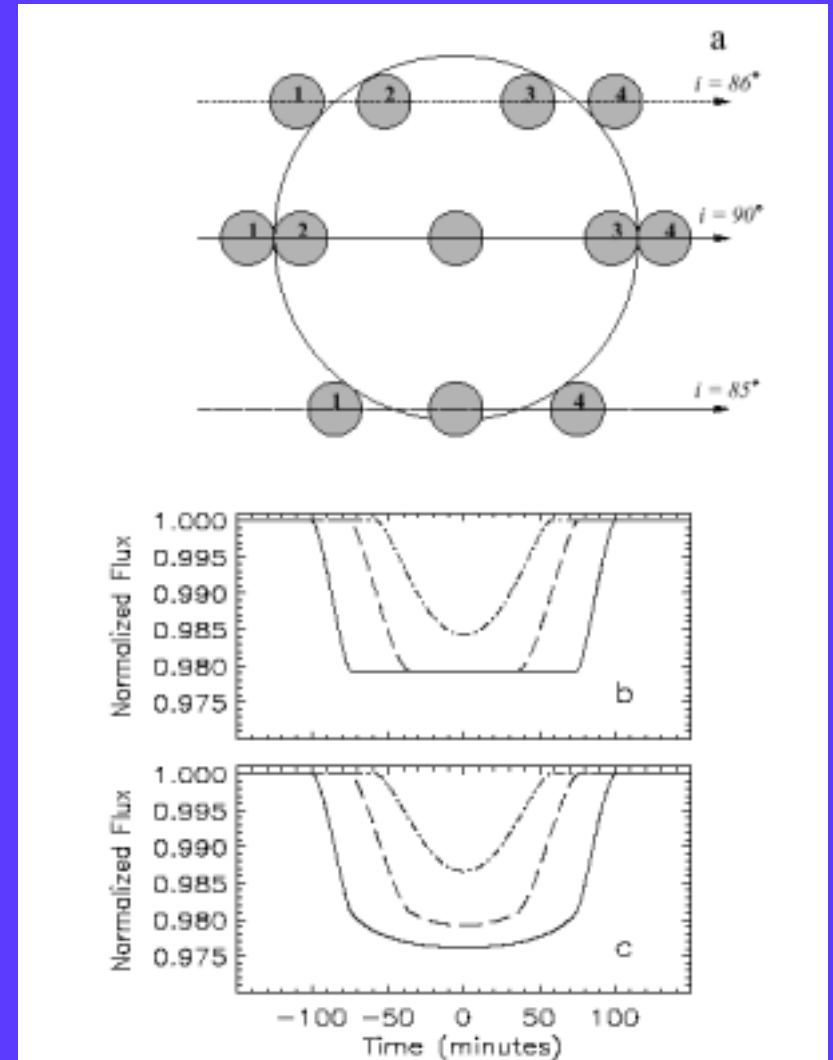 a
1 2 3 4 i = 86°
1 2 3 4 i = 90°
1 4 i = 85°
Normalized Flux
1.000
0.995
0.990
0.985
0.980
0.975
b
Normalized Flux
1.000
0.995
0.990
0.985
0.980
0.975
c
−100 −50 0 50 100
Time (minutes)